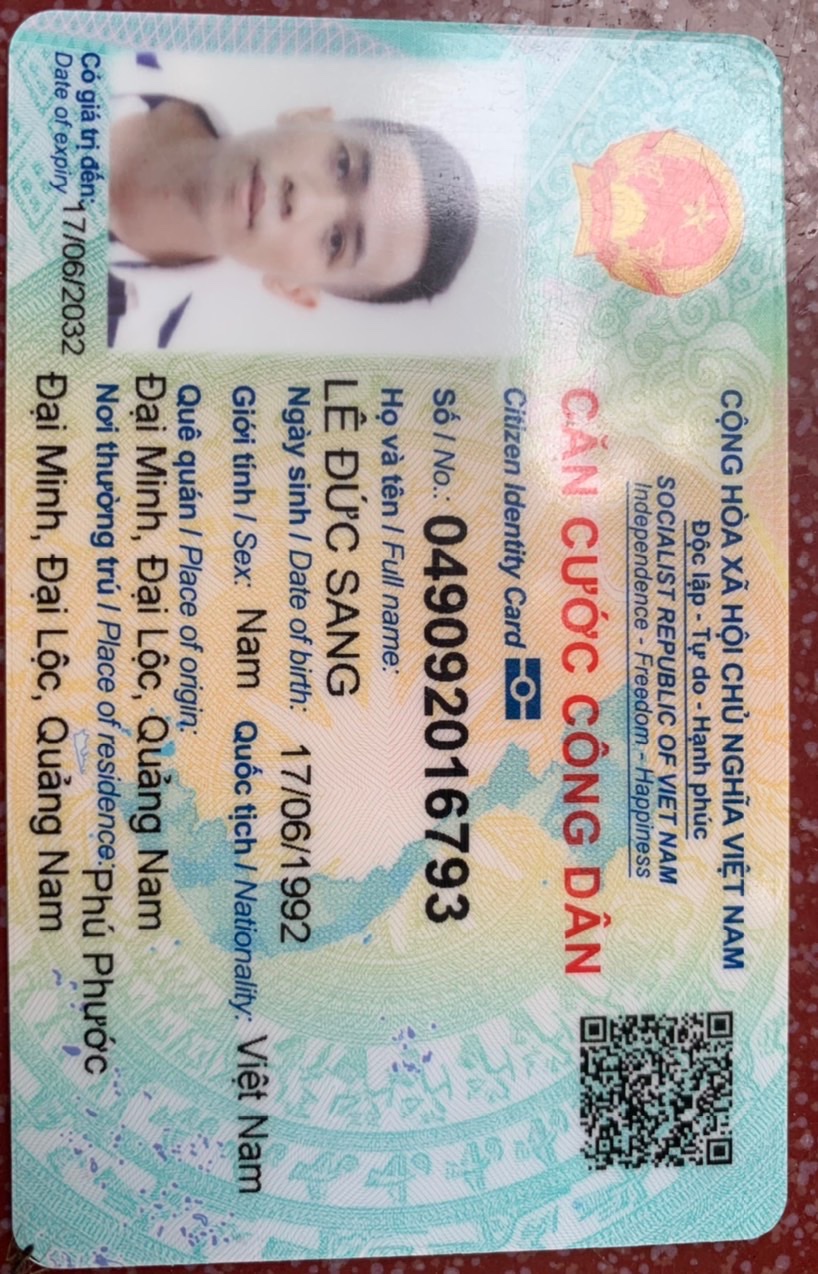 CỘNG HÒA XÃ HỘI CHỦ NGHĨA VIỆT NAM
Độc lập - Tự do - Hạnh phúc
SOCIALIST REPUBLIC OF VIET NAM
Independence - Freedom - Happiness
CĂN CƯỚC CÔNG DÂN
Citizen Identity Card
Số / No.: 049092016793
Họ và tên / Full name:
LÊ ĐỨC SANG
Ngày sinh / Date of birth: 17/06/1992
Giới tính / Sex: Nam Quốc tịch / Nationality: Việt Nam
Quê quán / Place of origin:
Đại Minh, Đại Lộc, Quảng Nam
Nơi thường trú / Place of residence: Phú Phước
Đại Minh, Đại Lộc, Quảng Nam
Có giá trị đến: 17/06/2032
Date of expiry